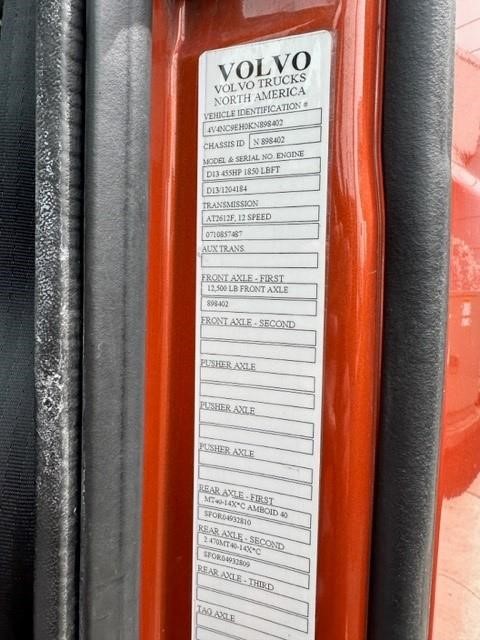 VOLVO
VOLVO TRUCKS
NORTH AMERICA
VEHICLE IDENTIFICATION #
4V4NC9EH0KN898402
CHASSIS ID N 898402
MODEL & SERIAL NO. ENGINE
D13 455HP 1850 LBFT
D13/1204184
TRANSMISSION
AT2612F, 12 SPEED
0710857487
AUX TRANS.
FRONT AXLE - FIRST
12,500 LB FRONT AXLE
898402
FRONT AXLE - SECOND
PUSHER AXLE
PUSHER AXLE
PUSHER AXLE
REAR AXLE - FIRST
MT40-14X*C AMBOID 40
SFOR04932810
REAR AXLE - SECOND
2.470MT40-14X*C
SFOR04932809
REAR AXLE - THIRD
TAG AXLE